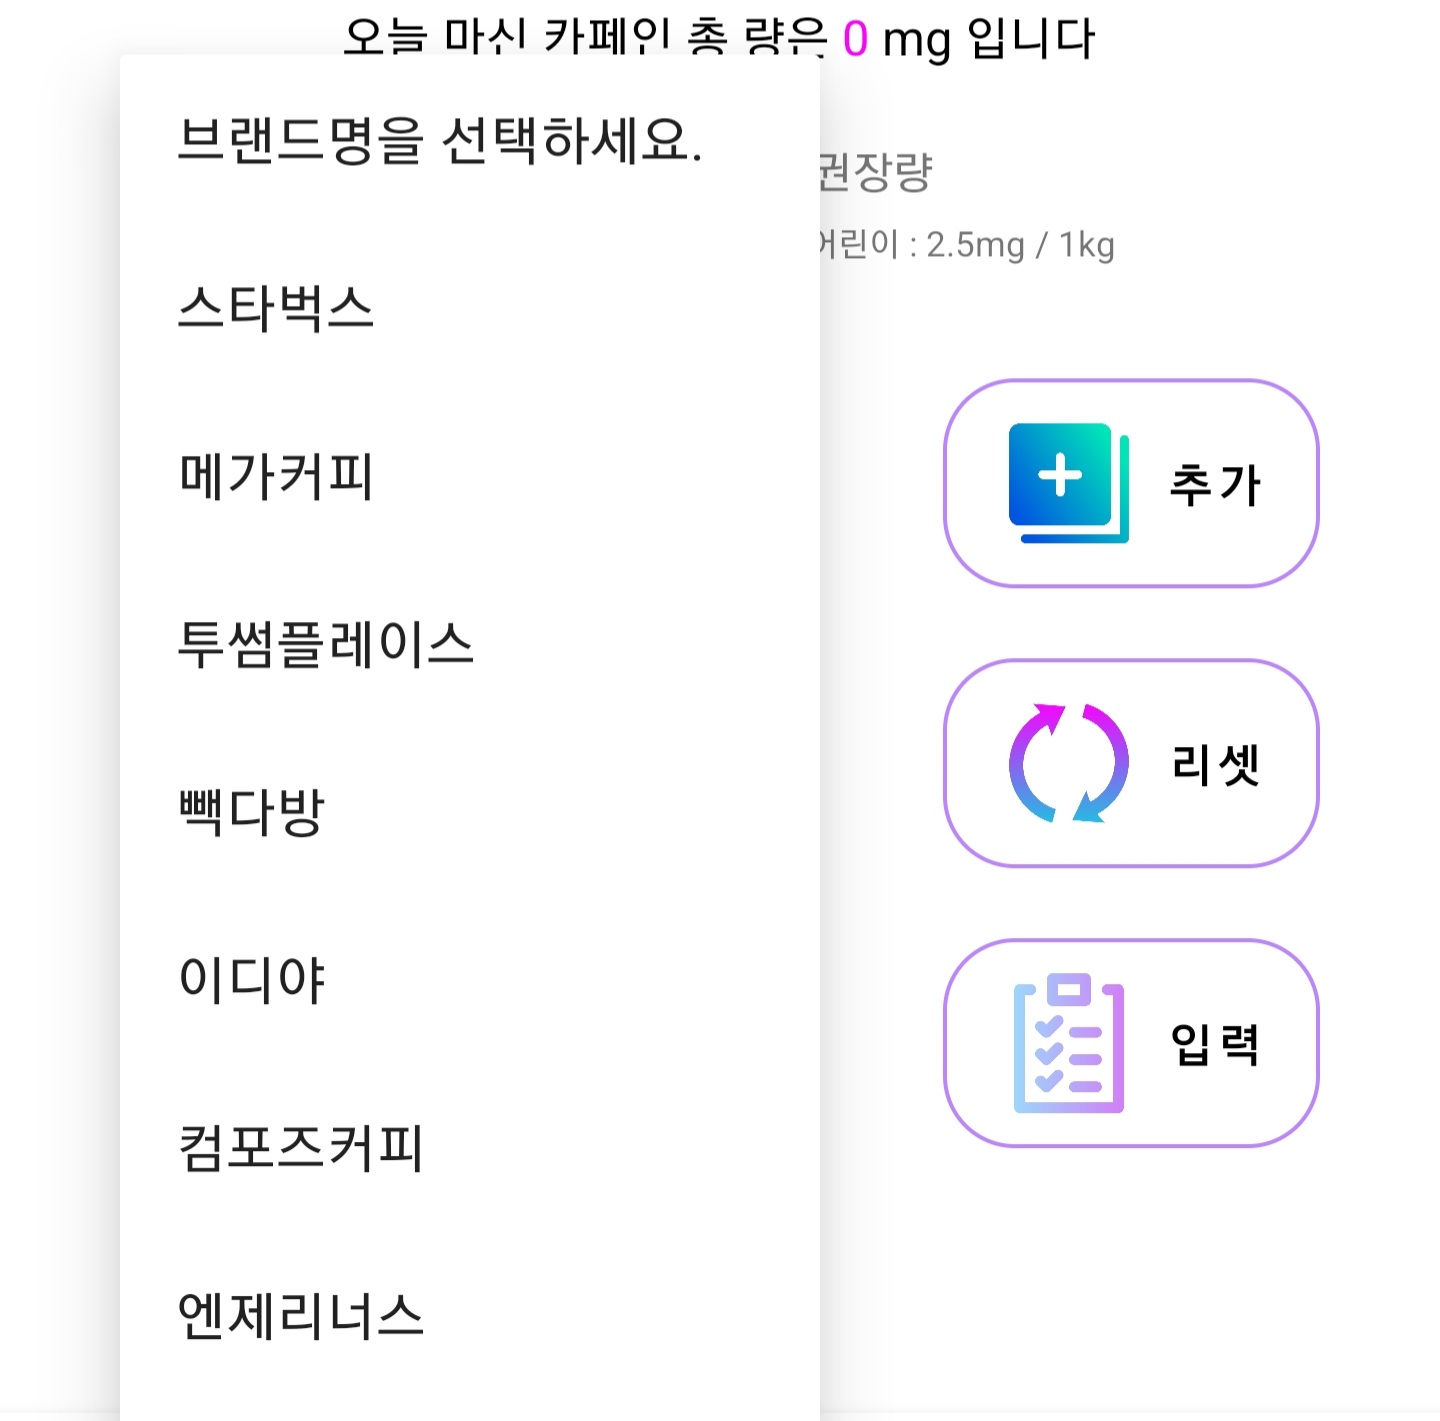 오늘 마신 카페인 총 량은 0 mg 입니다
브랜드명을 선택하세요.
권장량
어린이 : 2.5mg / 1kg
스타벅스
메가커피
추가
투썸플레이스
리셋
빽다방
이디야
입력
컴포즈커피
엔제리너스